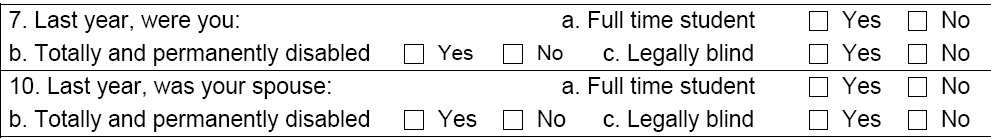 7. Last year, were you: a. Full time student ☐ Yes ☐ No
b. Totally and permanently disabled ☐ Yes ☐ No c. Legally blind ☐ Yes ☐ No
10. Last year, was your spouse: a. Full time student ☐ Yes ☐ No
b. Totally and permanently disabled ☐ Yes ☐ No c. Legally blind ☐ Yes ☐ No